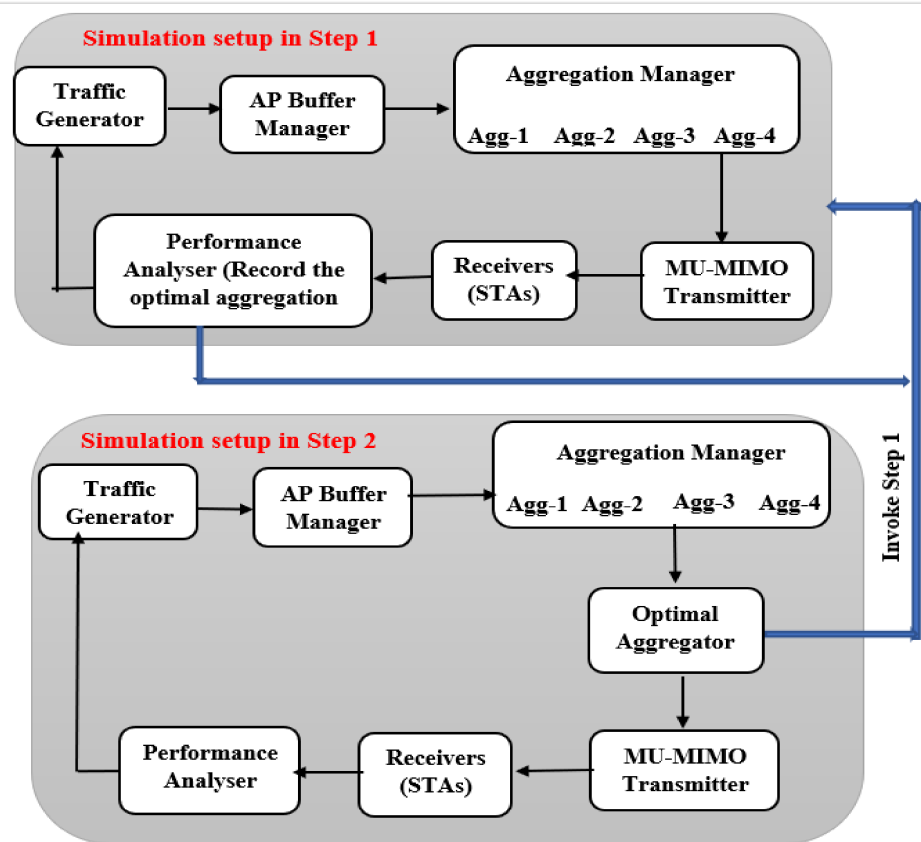 Simulation setup in Step 1
Traffic
Generator
AP Buffer
Manager
Aggregation Manager
Agg-1 Agg-2 Agg-3 Agg-4
Performance
Analyser (Record the
optimal aggregation
Receivers
(STAs)
MU-MIMO
Transmitter
Simulation setup in Step 2
Traffic
Generator
AP Buffer
Manager
Aggregation Manager
Agg-1 Agg-2 Agg-3 Agg-4
Invoke Step 1
Optimal
Aggregator
Performance
Analyser
Receivers
(STAs)
MU-MIMO
Transmitter